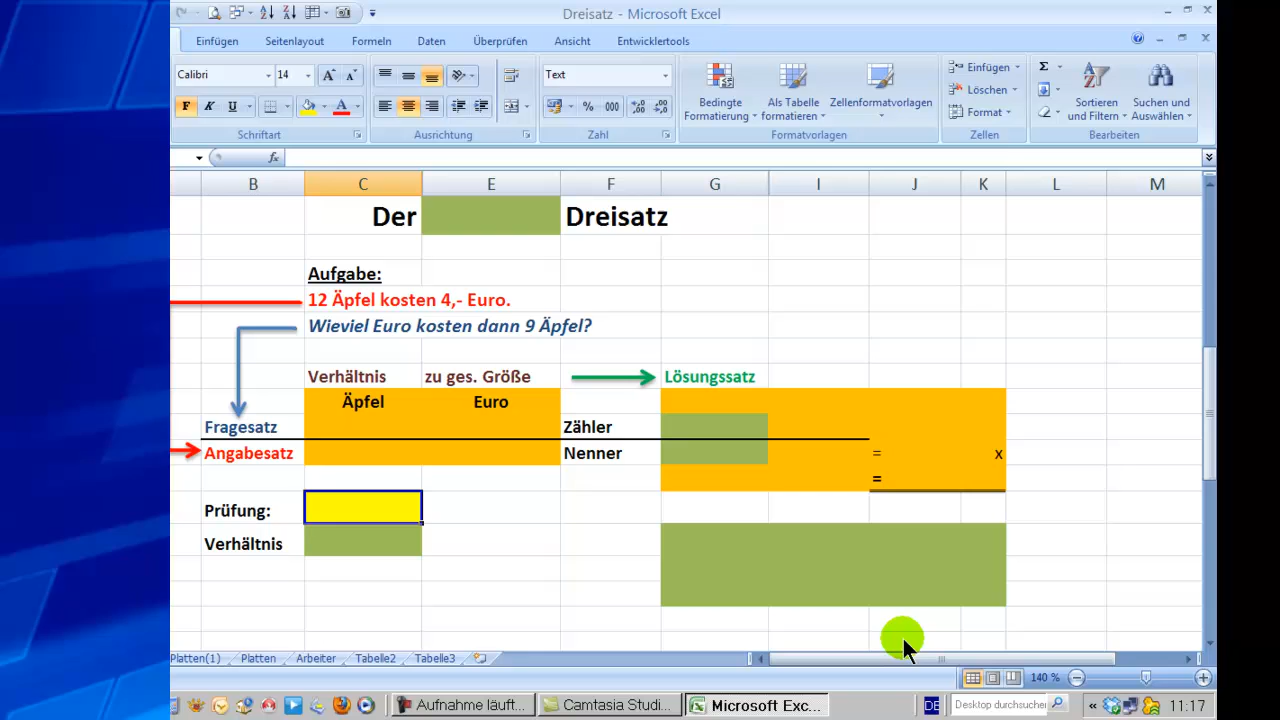 Dreisatz - Microsoft Excel
Einfügen Seitenlayout Formeln Daten Überprüfen Ansicht Entwicklertools
Calibri 14 A A Text Σ Einfügen
F K U A % 000 Löschen
Bedingte Formatierung Als Tabelle formatieren Zellenformatvorlagen Format Sortieren und Filtern Suchen und Auswählen
Schriftart Ausrichtung Zahl Formatvorlagen Zellen Bearbeiten
fx
B C E F G I J K L M
Der Dreisatz
Aufgabe:
12 Äpfel kosten 4,- Euro.
Wieviel Euro kosten dann 9 Äpfel?
Verhältnis zu ges. Größe Lösungssatz
Äpfel Euro
Fragesatz Zähler
Angabesatz Nenner = x
=
Prüfung:
Verhältnis
Platten(1) Platten Arbeiter Tabelle2 Tabelle3
140 %
Aufnahme läuft... Camtasia Studi... Microsoft Exc... DE Desktop durchsuchen « 11:17